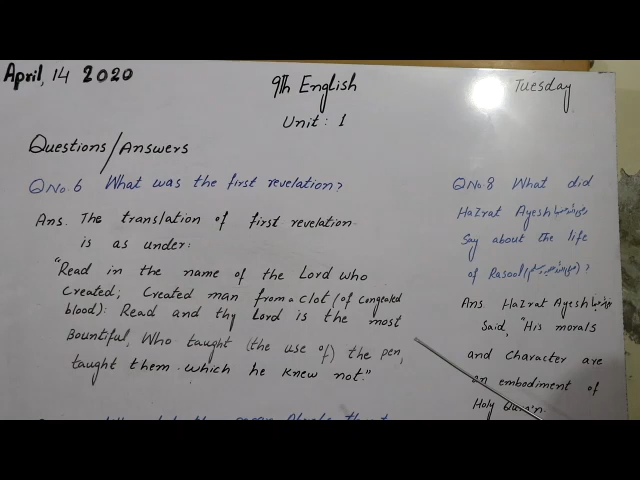 April, 14 2020
9th English
Tuesday
Unit: 1
Questions/Answers
Q No. 6 What was the first revelation?
Ans. The translation of first revelation
is as under:
"Read in the name of the Lord who
Created; Created man from a clot (of congealed
blood): Read and thy Lord is the most
Bountiful, Who taught (the use of) the pen,
taught them which he knew not."
Q No. 8 What did
Hazrat Ayesha
Say about the life
of Rasool ( )?
Ans. Hazrat Ayesha
Said, "His morals
and Character are
an embodiment of
Holy Quran.